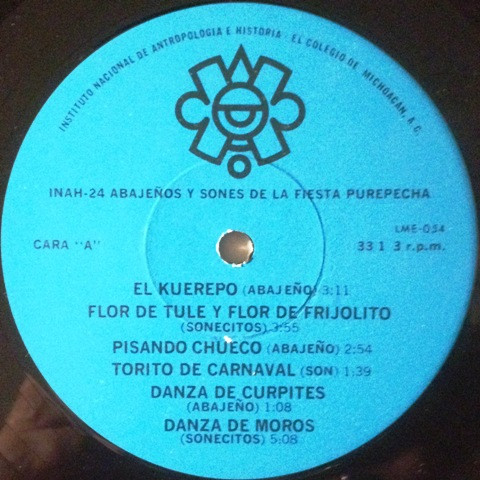 INSTITUTO NACIONAL DE ANTROPOLOGIA E HISTORIA · EL COLEGIO DE MICHOACAN, A.C.
INAH-24 ABAJEÑOS Y SONES DE LA FIESTA PUREPECHA
LME-034
CARA "A"
33 1 3 r.p.m.
EL KUEREPO (ABAJEÑO) 3:11
FLOR DE TULE Y FLOR DE FRIJOLITO
(SONECITOS) 3:55
PISANDO CHUECO (ABAJEÑO) 2:54
TORITO DE CARNAVAL (SON) 1:39
DANZA DE CURPITES
(ABAJEÑO) 1:08
DANZA DE MOROS
(SONECITOS) 5:08